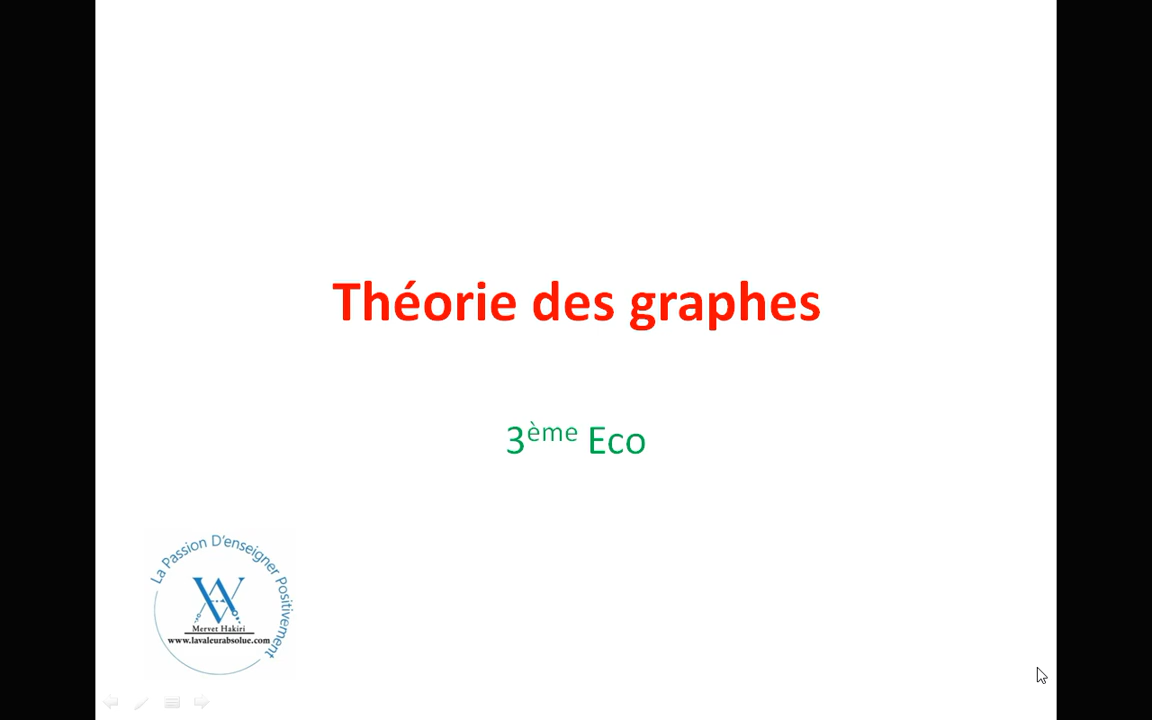 Théorie des graphes
3ème Eco
La Passion D'enseigner Positivement
Mervet Hakiri
www.lavaleurabsolue.com